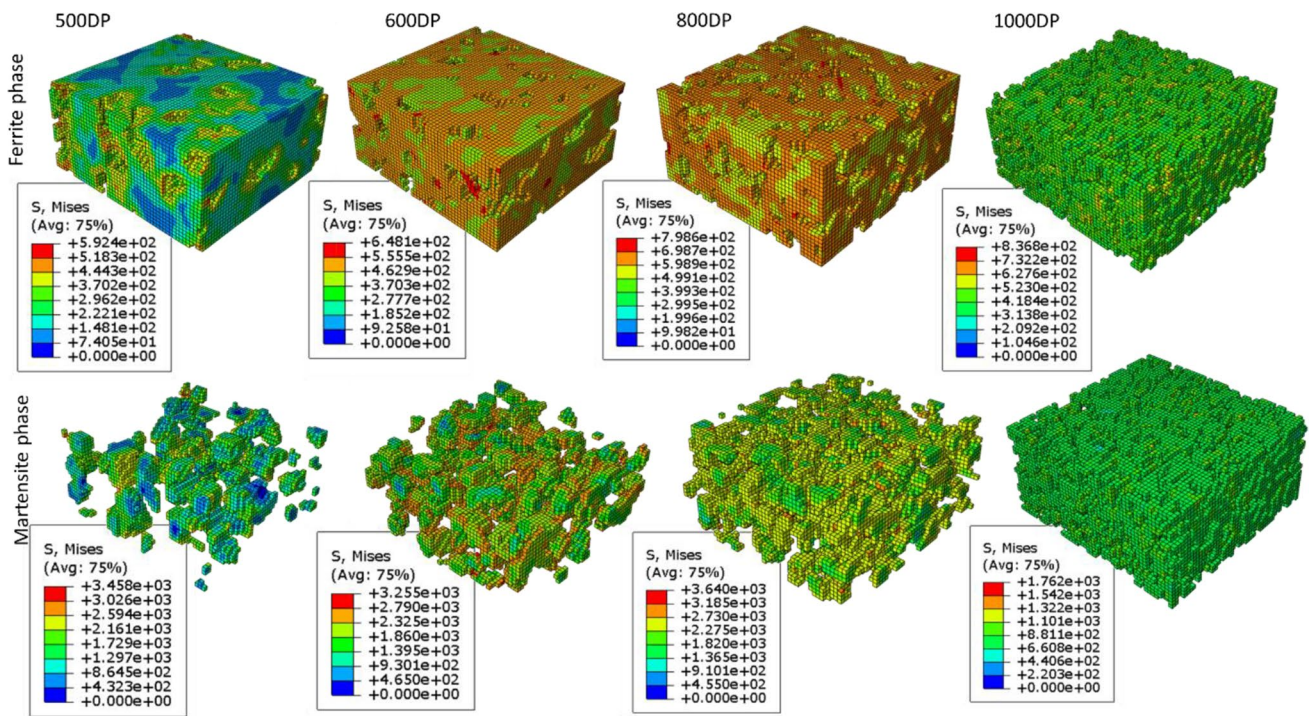 500DP
600DP
800DP
1000DP
Ferrite phase
S, Mises
(Avg: 75%)
+5.924e+02
+5.183e+02
+4.443e+02
+3.702e+02
+2.962e+02
+2.221e+02
+1.481e+02
+7.405e+01
+0.000e+00
S, Mises
(Avg: 75%)
+6.481e+02
+5.555e+02
+4.629e+02
+3.703e+02
+2.777e+02
+1.852e+02
+9.258e+01
+0.000e+00
S, Mises
(Avg: 75%)
+7.986e+02
+6.987e+02
+5.989e+02
+4.991e+02
+3.993e+02
+2.995e+02
+1.996e+02
+9.982e+01
+0.000e+00
S, Mises
(Avg: 75%)
+8.368e+02
+7.322e+02
+6.276e+02
+5.230e+02
+4.184e+02
+3.138e+02
+2.092e+02
+1.046e+02
+0.000e+00
Martensite phase
S, Mises
(Avg: 75%)
+3.458e+03
+3.026e+03
+2.594e+03
+2.161e+03
+1.729e+03
+1.297e+03
+8.645e+02
+4.323e+02
+0.000e+00
S, Mises
(Avg: 75%)
+3.255e+03
+2.790e+03
+2.325e+03
+1.860e+03
+1.395e+03
+9.301e+02
+4.650e+02
+0.000e+00
S, Mises
(Avg: 75%)
+3.640e+03
+3.185e+03
+2.730e+03
+2.275e+03
+1.820e+03
+1.365e+03
+9.101e+02
+4.550e+02
+0.000e+00
S, Mises
(Avg: 75%)
+1.762e+03
+1.542e+03
+1.322e+03
+1.101e+03
+8.811e+02
+6.608e+02
+4.406e+02
+2.203e+02
+0.000e+00